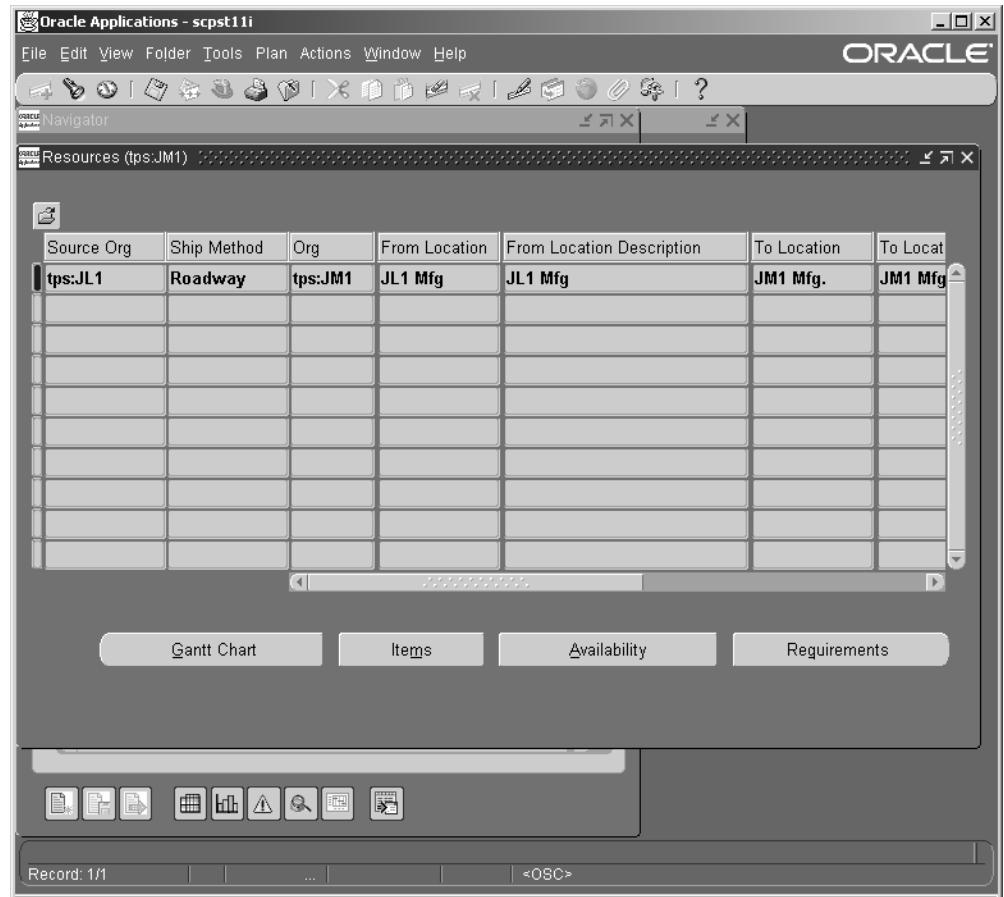 Oracle Applications - scpst11i
File Edit View Folder Tools Plan Actions Window Help
ORACLE
Navigator
Resources (tps:JM1)
Source Org Ship Method Org From Location From Location Description To Location To Locat
tps:JL1 Roadway tps:JM1 JL1 Mfg JL1 Mfg JM1 Mfg. JM1 Mfg
Gantt Chart Items Availability Requirements
Record: 1/1 ... <OSC>